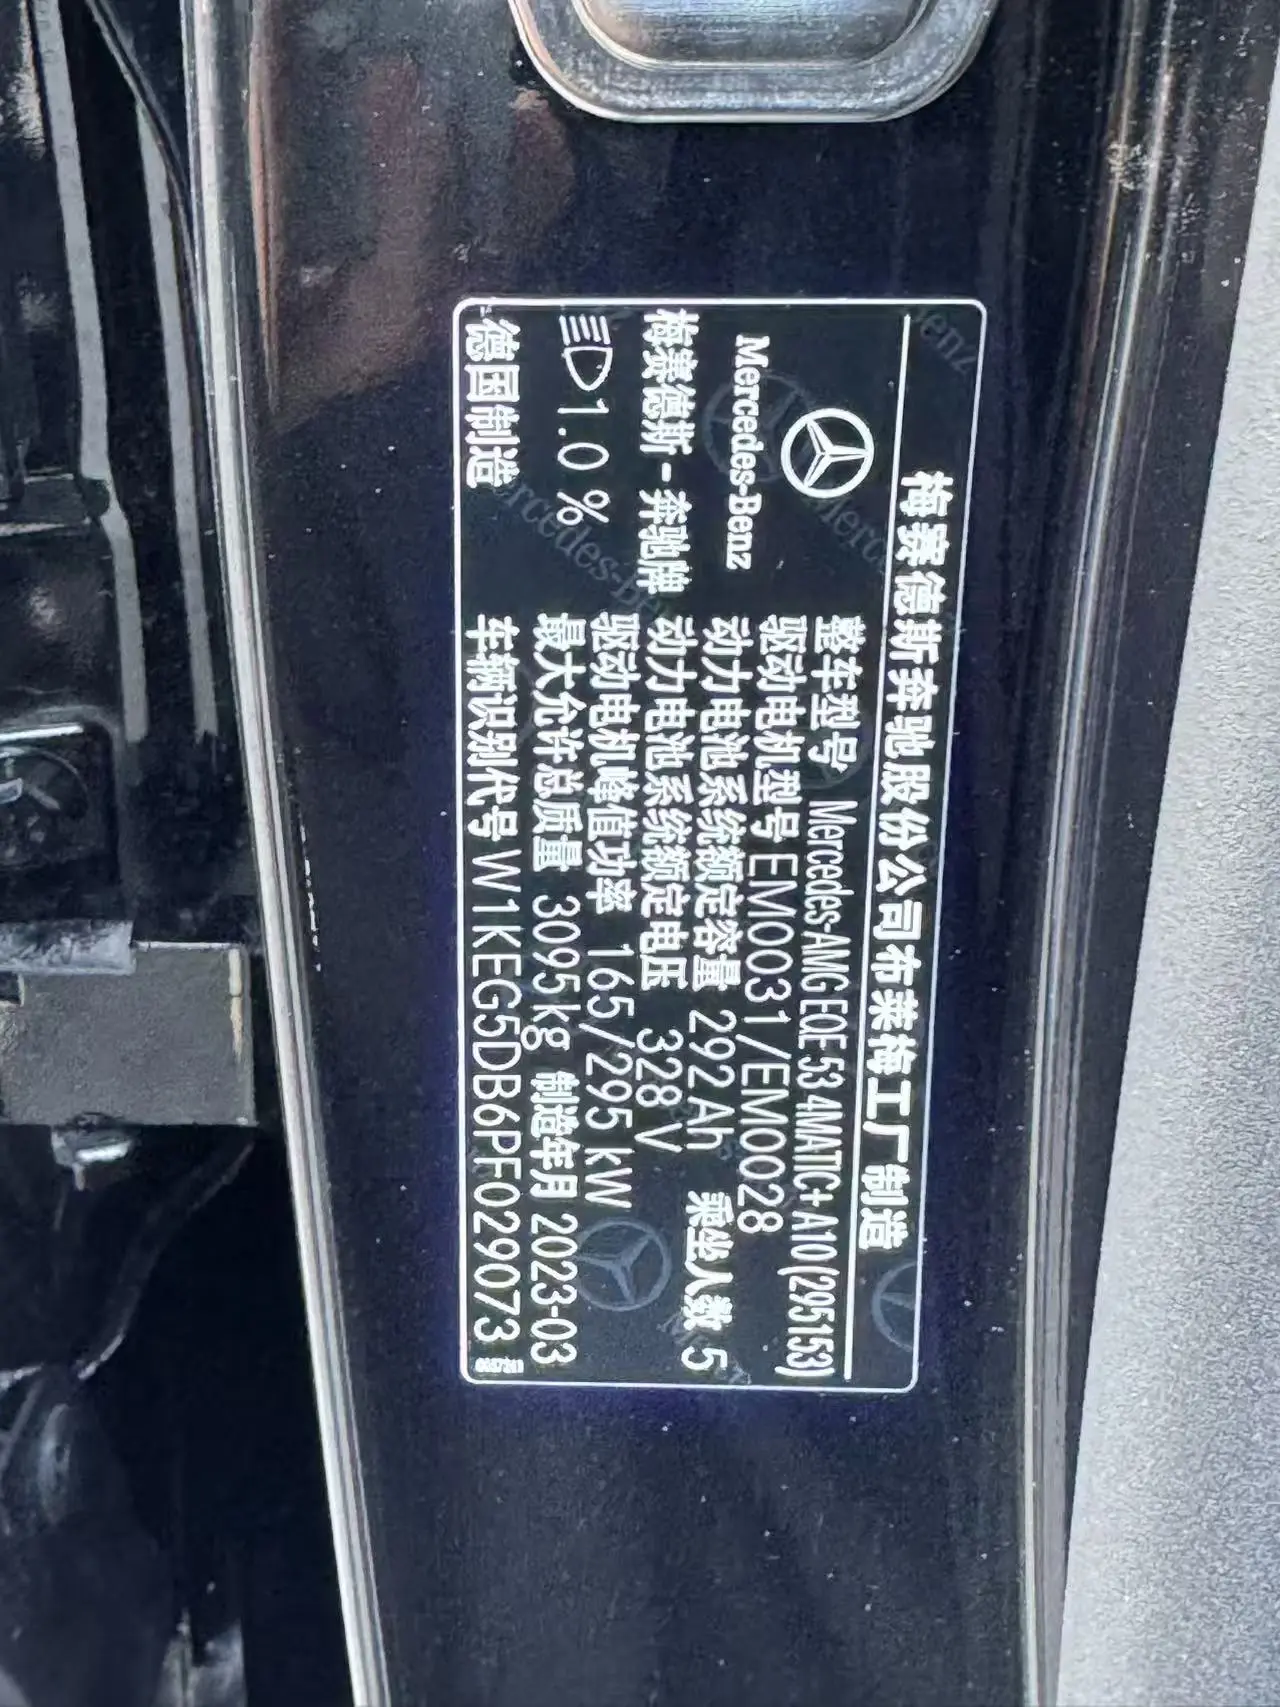 梅赛德斯奔驰股份公司布莱梅工厂制造
Mercedes-Benz
梅赛德斯-奔驰牌
1.0 %
德国制造
整车型号 Mercedes-AMG EQE 53 4MATIC+ A10 (295153)
驱动电机型号 EM0031/EM0028
动力电池系统额定容量 292Ah 乘坐人数 5
动力电池系统额定电压 328 V
驱动电机峰值功率 165/295 kW
最大允许总质量 3095kg 制造年月 2023-03
车辆识别代号 W1KEG5DB6PF029073